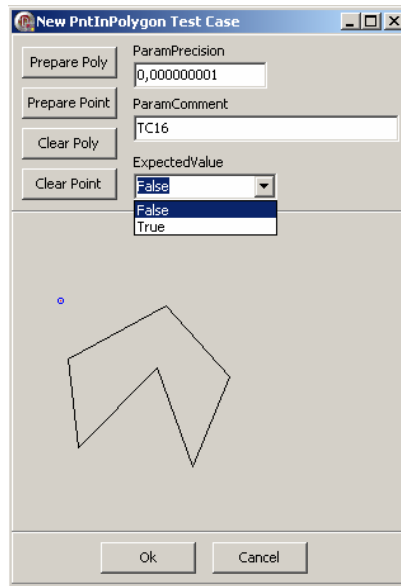 New PntInPolygon Test Case
Prepare Poly
Prepare Point
Clear Poly
Clear Point
ParamPrecision
0,000000001
ParamComment
TC16
ExpectedValue
False
False
True
Ok
Cancel